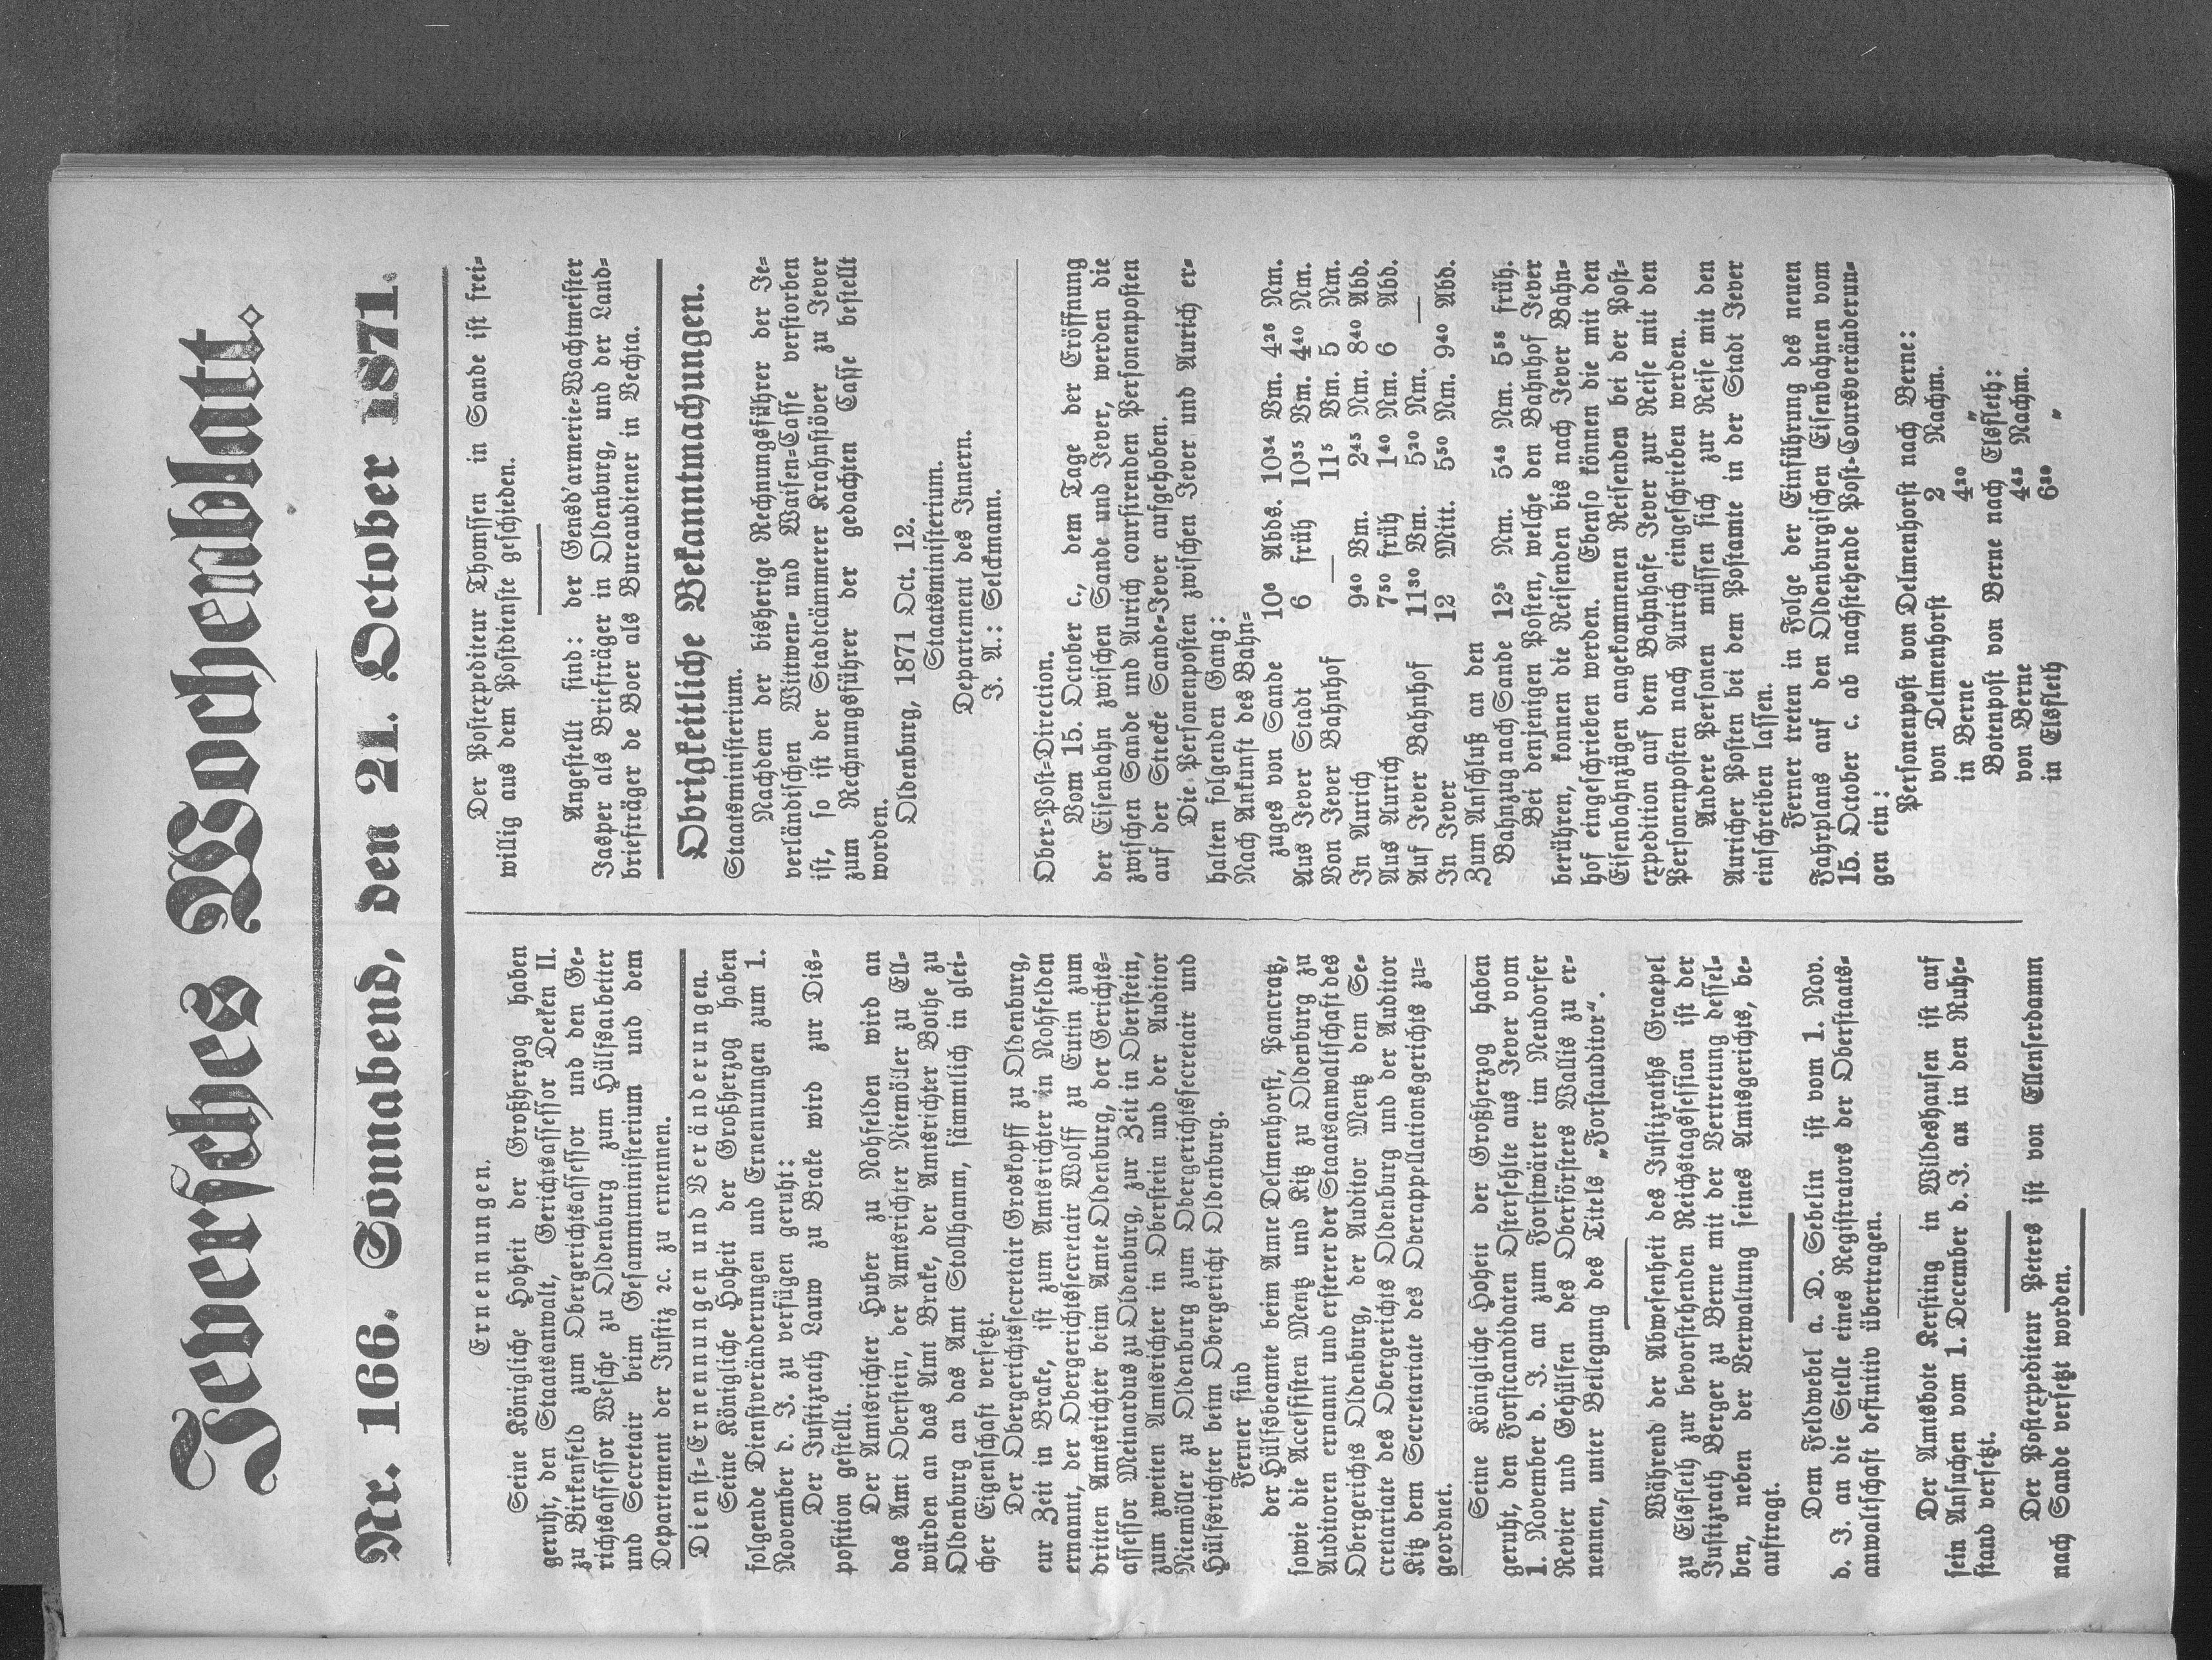 Jeversches Wochenblatt.
Nr. 166. Sonnabend, den 21. October 1871.
Ernennungen.
Seine Königliche Hoheit der Großherzog haben
geruht, den Staatsanwalt, Gerichtsassessor Deeken II.
zu Birkenfeld zum Obergerichtsassessor und den Ge-
richtsassessor Wesche zu Oldenburg zum Hülfsarbeiter
und Secretair beim Gesammtministerium und dem
Departement der Justiz ꝛc. zu ernennen.
Dienst-Ernennungen und Veränderungen.
Seine Königliche Hoheit der Großherzog haben
folgende Dienstveränderungen und Ernennungen zum 1.
November d. J. zu verfügen geruht:
Der Justizrath Lauw zu Brake wird zur Dis-
position gestellt.
Der Amtsrichter Huber zu Nohfelden wird an
das Amt Oberstein, der Amtsrichter Niemöller zu Ell-
würden an das Amt Brake, der Amtsrichter Bothe zu
Oldenburg an das Amt Stollhamm, sämmtlich in glei-
cher Eigenschaft versetzt.
Der Obergerichtssecretair Groskopff zu Oldenburg,
zur Zeit in Brake, ist zum Amtsrichter in Nohfelden
ernannt, der Obergerichtssecretair Wolff zu Eutin zum
dritten Amtsrichter beim Amte Oldenburg, der Gerichts-
assessor Meinardus zu Oldenburg, zur Zeit in Oberstein,
zum zweiten Amtsrichter in Oberstein und der Auditor
Niemöller zu Oldenburg zum Obergerichtssecretair und
Hülfsrichter beim Obergericht Oldenburg.
Ferner sind
der Hülfsbeamte beim Amte Delmenhorst, Pancratz,
sowie die Accessisten Mentz und Kitz zu Oldenburg zu
Auditoren ernannt und ersterer der Staatsanwaltschaft des
Obergerichts Oldenburg, der Auditor Mentz dem Se-
cretariate des Obergerichts Oldenburg und der Auditor
Kitz dem Secretariate des Oberappellationsgerichts zu-
geordnet.
Seine Königliche Hoheit der Großherzog haben
geruht, den Forstcandidaten Ostersehlte aus Jever vom
1. November d. J. an zum Forstwärter im Neudorfer
Revier und Gehülfen des Oberförsters Wallis zu er-
nennen, unter Beilegung des Titels „Forstauditor“.
Während der Abwesenheit des Justizraths Graepel
zu Elsfleth zur bevorstehenden Reichstagssession ist der
Justizrath Berger zu Berne mit der Vertretung dessel-
ben, neben der Verwaltung seines Amtsgerichts, be-
auftragt.
Dem Feldwebel a. D. Sebelin ist vom 1. Nov.
d. J. an die Stelle eines Registrators der Oberstaats-
anwaltschaft definitiv übertragen.
Der Amtsbote Kersting in Wildeshausen ist auf
sein Ansuchen vom 1. December d. J. an in den Ruhe-
stand versetzt.
Der Postexpediteur Peters ist von Ellenserdamm
nach Sande versetzt worden.
Der Postexpediteur Thomssen in Sande ist frei-
willig aus dem Postdienste geschieden.
Angestellt sind: der Gensd'armerie-Wachtmeister
Jasper als Briefträger in Oldenburg, und der Land-
briefträger de Boer als Bureaudiener in Vechta.
Obrigkeitliche Bekanntmachungen.
Staatsministerium.
Nachdem der bisherige Rechnungsführer der Je-
verländischen Wittwen- und Waisen-Casse verstorben
ist, so ist der Stadtcämmerer Krahnstöver zu Jever
zum Rechnungsführer der gedachten Casse bestellt
worden.
Oldenburg, 1871 Oct. 12.
Staatsministerium.
Departement des Innern.
J. A.: Selckmann.
Ober-Post-Direction.
Vom 15. October c., dem Tage der Eröffnung
der Eisenbahn zwischen Sande und Jever, werden die
zwischen Sande und Aurich coursirenden Personenposten
auf der Strecke Sande-Jever aufgehoben.
Die Personenposten zwischen Jever und Aurich er-
halten folgenden Gang:
Nach Ankunft des Bahn-
zuges von Sande 10⁶ Abds. 10³⁴ Vm. 4²⁶ Nm.
Aus Jever Stadt 6 früh 10³⁵ Vm. 4⁴⁰ Nm.
Von Jever Bahnhof — 11⁵ Vm. 5 Nm.
In Aurich 9⁴⁰ Vm. 2⁴⁵ Nm. 8⁴⁰ Abd.
Aus Aurich 7⁵⁰ früh 1⁴⁰ Nm. 6 Abd.
Auf Jever Bahnhof 11³⁰ Vm. 5²⁰ Nm. —
In Jever 12 Mitt. 5⁵⁰ Nm. 9⁴⁰ Abd.
Zum Anschluß an den
Bahnzug nach Sande 12⁵ Nm. 5⁴⁸ Nm. 5⁵⁸ früh.
Bei denjenigen Posten, welche den Bahnhof Jever
berühren, können die Reisenden bis nach Jever Bahn-
hof eingeschrieben werden. Ebenso können die mit den
Eisenbahnzügen angekommenen Reisenden bei der Post-
expedition auf dem Bahnhofe Jever zur Reise mit den
Personenposten nach Aurich eingeschrieben werden.
Andere Personen müssen sich zur Reise mit den
Auricher Posten bei dem Postamte in der Stadt Jever
einschreiben lassen.
Ferner treten in Folge der Einführung des neuen
Fahrplans auf den Oldenburgischen Eisenbahnen vom
15. October c. ab nachstehende Post-Coursveränderun-
gen ein:
Personenpost von Delmenhorst nach Berne:
von Delmenhorst 2 Nachm.
in Berne 4²⁰ „
Botenpost von Berne nach Elsfleth:
von Berne 4⁴⁵ Nachm.
in Elsfleth 6³⁰ „